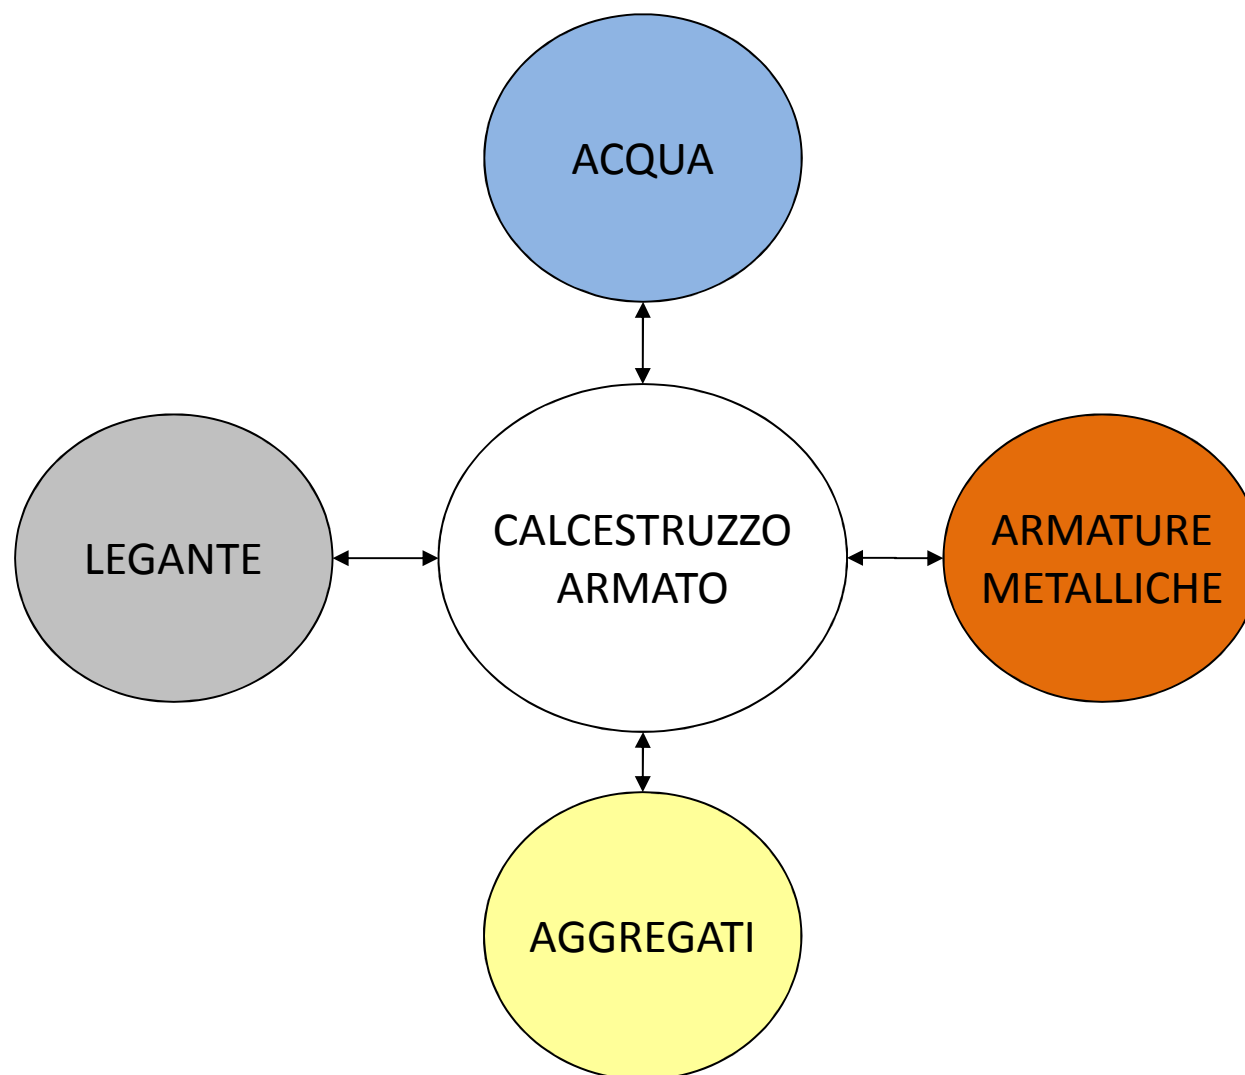 ACQUA
LEGANTE
CALCESTRUZZO
ARMATO
ARMATURE
METALLICHE
AGGREGATI